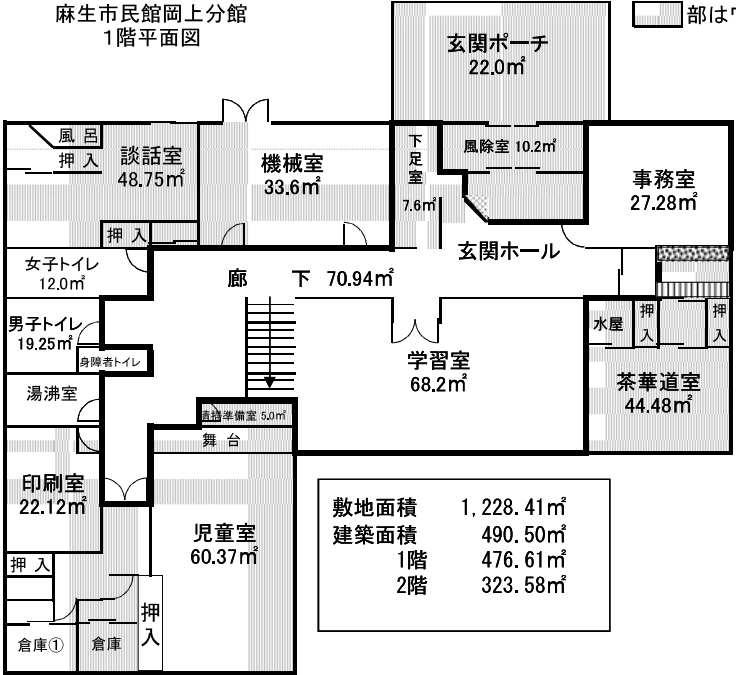 麻生市民館岡上分館
1階平面図
部は
玄関ポーチ
22.0㎡
風呂
押入
談話室
48.75㎡
押入
機械室
33.6㎡
下足室
7.6㎡
風除室 10.2㎡
事務室
27.28㎡
玄関ホール
女子トイレ
12.0㎡
廊下 70.94㎡
男子トイレ
19.25㎡
身障者トイレ
湯沸室
学習室
68.2㎡
水屋
押入
押入
茶華道室
44.48㎡
準備室 5.0㎡
舞台
印刷室
22.12㎡
児童室
60.37㎡
押入
押入
倉庫①
倉庫
敷地面積 1,228.41㎡
建築面積 490.50㎡
1階 476.61㎡
2階 323.58㎡